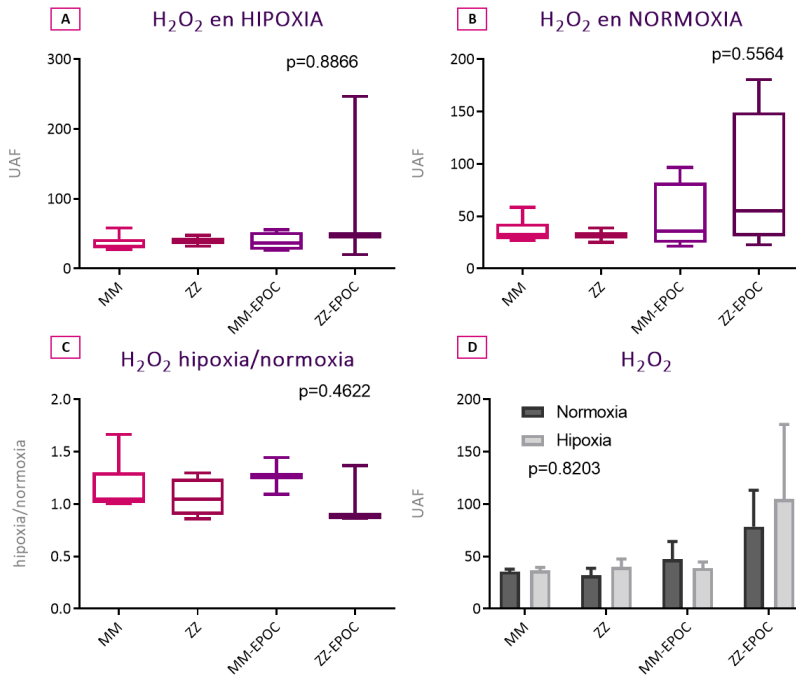 A
H₂O₂ en HIPOXIA
p=0.8866
300
200
100
0
UAF
MM
ZZ
MM-EPOC
ZZ-EPOC
B
H₂O₂ en NORMOXIA
p=0.5564
200
150
100
50
0
UAF
MM
ZZ
MM-EPOC
ZZ-EPOC
C
H₂O₂ hipoxia/normoxia
p=0.4622
2.0
1.5
1.0
0.5
0.0
hipoxia/normoxia
MM
ZZ
MM-EPOC
ZZ-EPOC
D
H₂O₂
Normoxia
Hipoxia
p=0.8203
200
150
100
50
0
UAF
MM
ZZ
MM-EPOC
ZZ-EPOC